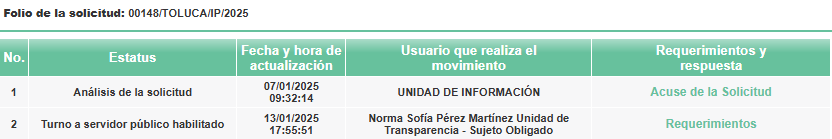 Folio de la solicitud: 00148/TOLUCA/IP/2025
No. Estatus Fecha y hora de actualización Usuario que realiza el movimiento Requerimientos y respuesta
1 Análisis de la solicitud 07/01/2025 09:32:14 UNIDAD DE INFORMACIÓN Acuse de la Solicitud
2 Turno a servidor público habilitado 13/01/2025 17:55:51 Norma Sofía Pérez Martínez Unidad de Transparencia - Sujeto Obligado Requerimientos